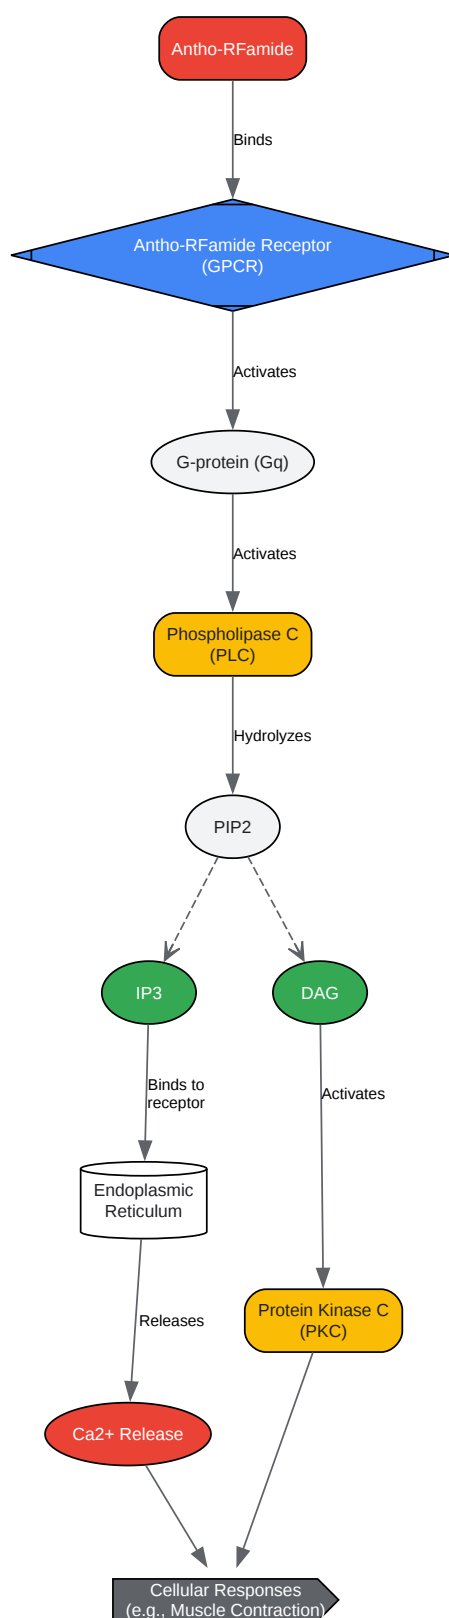 Antho-RFamide
Binds
Antho-RFamide Receptor
(GPCR)
Activates
G-protein (Gq)
Activates
Phospholipase C
(PLC)
Hydrolyzes
PIP2
IP3
DAG
Binds to
receptor
Activates
Endoplasmic
Reticulum
Releases
Protein Kinase C
(PKC)
Ca2+ Release
Cellular Responses
(e.g., Muscle Contraction)